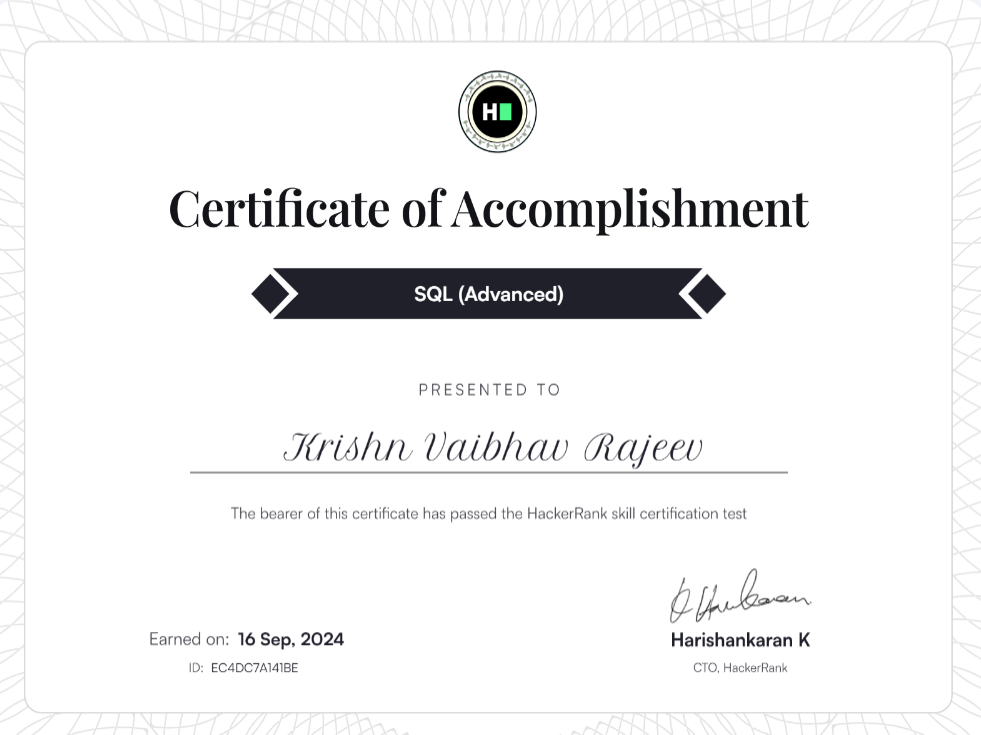 H
Certificate of Accomplishment
SQL (Advanced)
PRESENTED TO
Krishn Vaibhav Rajeev
The bearer of this certificate has passed the HackerRank skill certification test
Earned on: 16 Sep, 2024
ID: EC4DC7A141BE
Harishankaran K
CTO, HackerRank